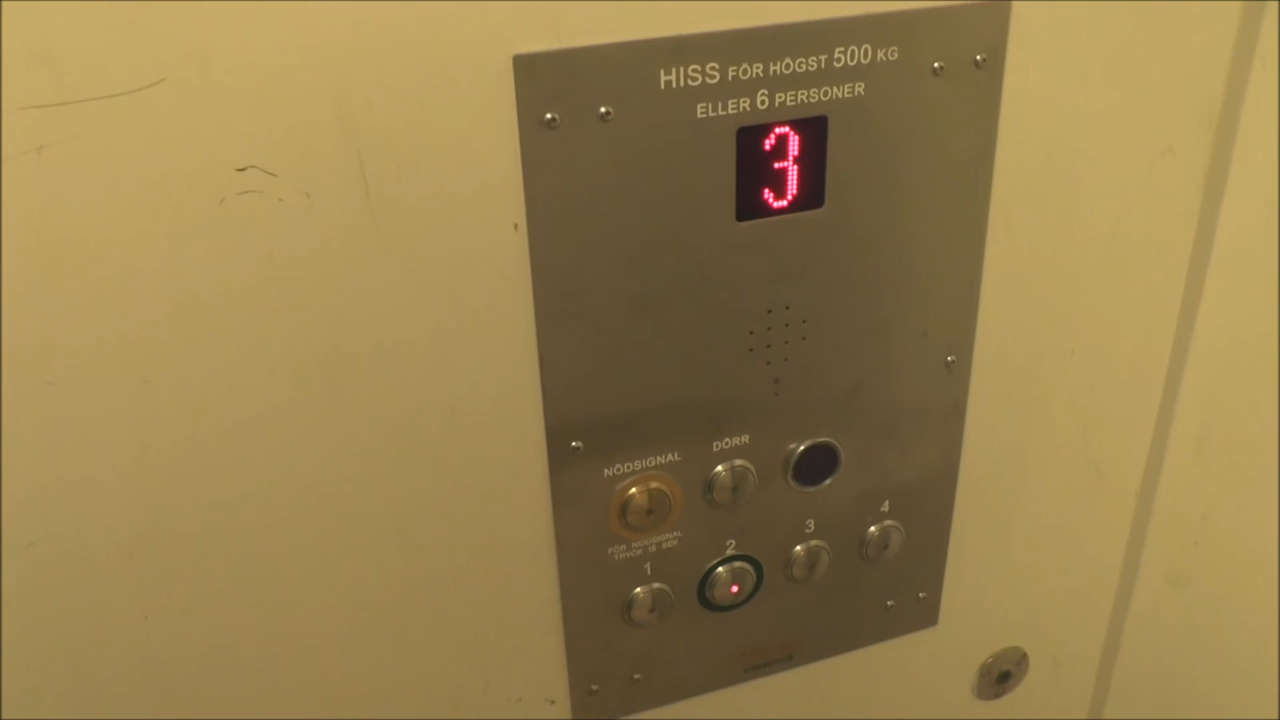 HISS FÖR HÖGST 500 KG
ELLER 6 PERSONER
3
DÖRR
NÖDSIGNAL
FÖR NÖDSIGNAL
TRYCK 15 SEK
1
2
3
4